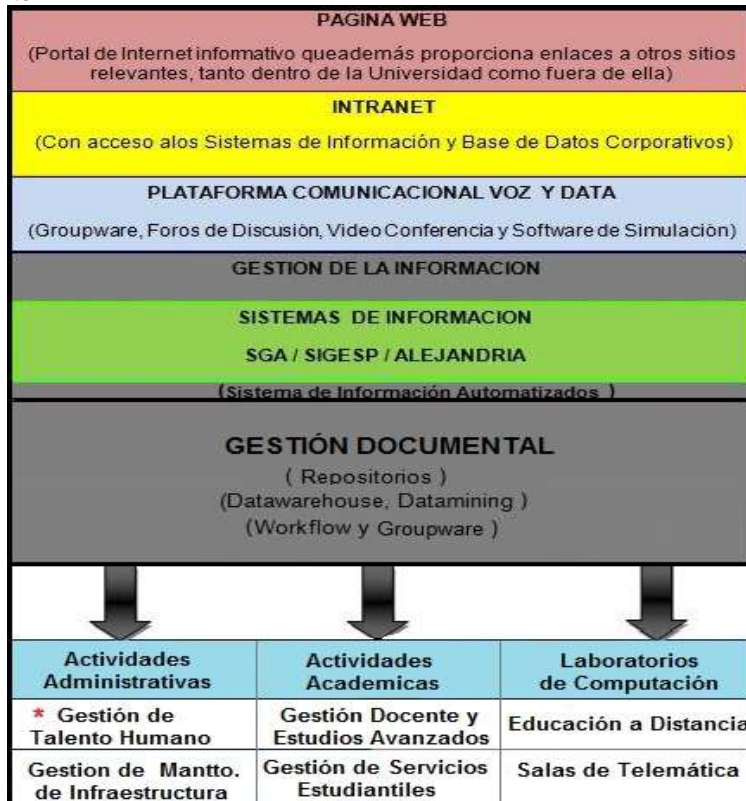 PAGINA WEB
(Portal de Internet informativo queademás proporciona enlaces a otros sitios
relevantes, tanto dentro de la Universidad como fuera de ella)
INTRANET
(Con acceso alos Sistemas de Información y Base de Datos Corporativos)
PLATAFORMA COMUNICACIONAL VOZ Y DATA
(Groupware, Foros de Discusión, Video Conferencia y Software de Simulación)
GESTION DE LA INFORMACION
SISTEMAS DE INFORMACION
SGA / SIGESP / ALEJANDRIA
(Sistema de Información Automatizados )
GESTIÓN DOCUMENTAL
( Repositorios )
(Datawarehouse, Datamining )
(Workflow y Groupware )
Actividades
Administrativas
Actividades
Academicas
Laboratorios
de Computación
* Gestión de
Talento Humano
Gestión Docente y
Estudios Avanzados
Educación a Distancia
Gestion de Mantto.
de Infraestructura
Gestión de Servicios
Estudiantiles
Salas de Telemática